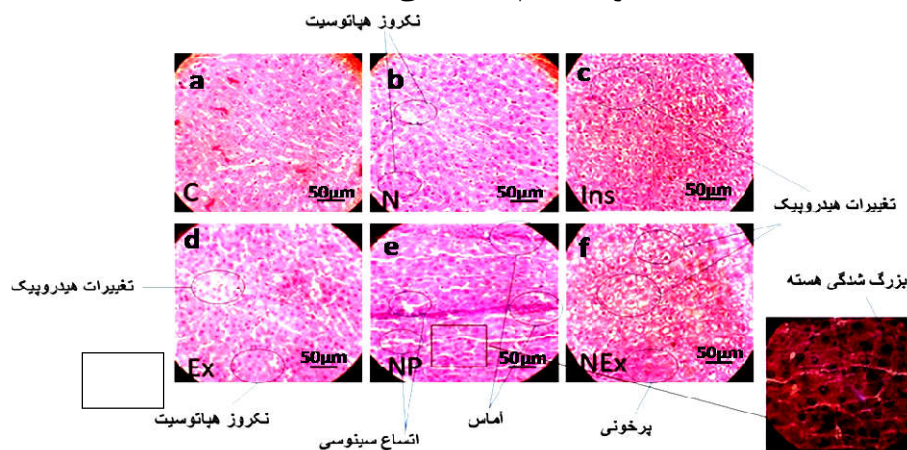 نکروز هپاتوسیت
a
b
c
C
50µm
N
50µm
Ins
50µm
تغییرات هیدروپیک
d
e
f
تغییرات هیدروپیک
بزرگ شدگی هسته
Ex
50µm
NP
50µm
NEx
50µm
نکروز هپاتوسیت
اتساع سینوسی
آماس
پرخونی